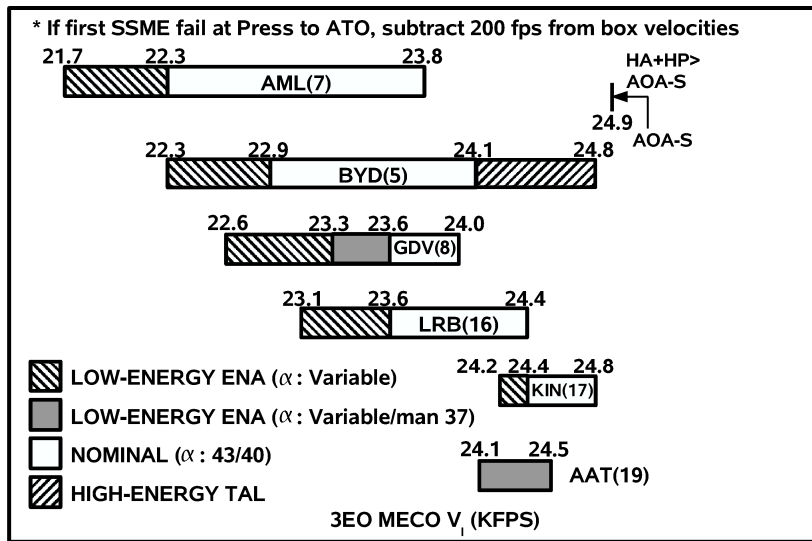 * If first SSME fail at Press to ATO, subtract 200 fps from box velocities
21.7 22.3 23.8
AML(7)
HA+HP>
AOA-S
24.9
AOA-S
22.3 22.9 24.1 24.8
BYD(5)
22.6 23.3 23.6 24.0
GDV(8)
23.1 23.6 24.4
LRB(16)
24.2 24.4 24.8
KIN(17)
24.1 24.5
AAT(19)
LOW-ENERGY ENA (α: Variable)
LOW-ENERGY ENA (α: Variable/man 37)
NOMINAL (α: 43/40)
HIGH-ENERGY TAL
3EO MECO VI (KFPS)